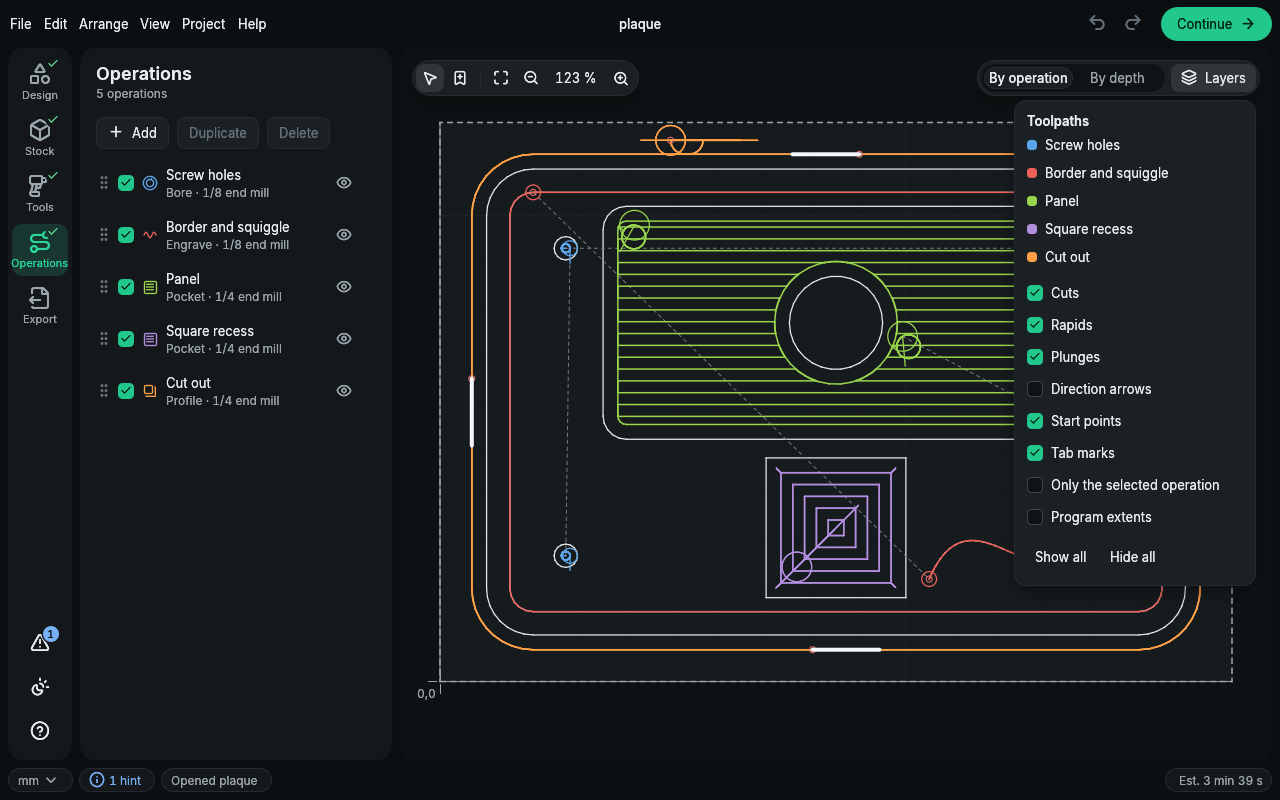 File Edit Arrange View Project Help
plaque
Continue
Design
Stock
Tools
Operations
Export
1
Operations
5 operations
Add Duplicate Delete
Screw holes
Bore · 1/8 end mill
Border and squiggle
Engrave · 1/8 end mill
Panel
Pocket · 1/4 end mill
Square recess
Pocket · 1/4 end mill
Cut out
Profile · 1/4 end mill
123 %
By operation By depth Layers
Toolpaths
Screw holes
Border and squiggle
Panel
Square recess
Cut out
Cuts
Rapids
Plunges
Direction arrows
Start points
Tab marks
Only the selected operation
Program extents
Show all Hide all
0,0
mm 1 hint Opened plaque Est. 3 min 39 s